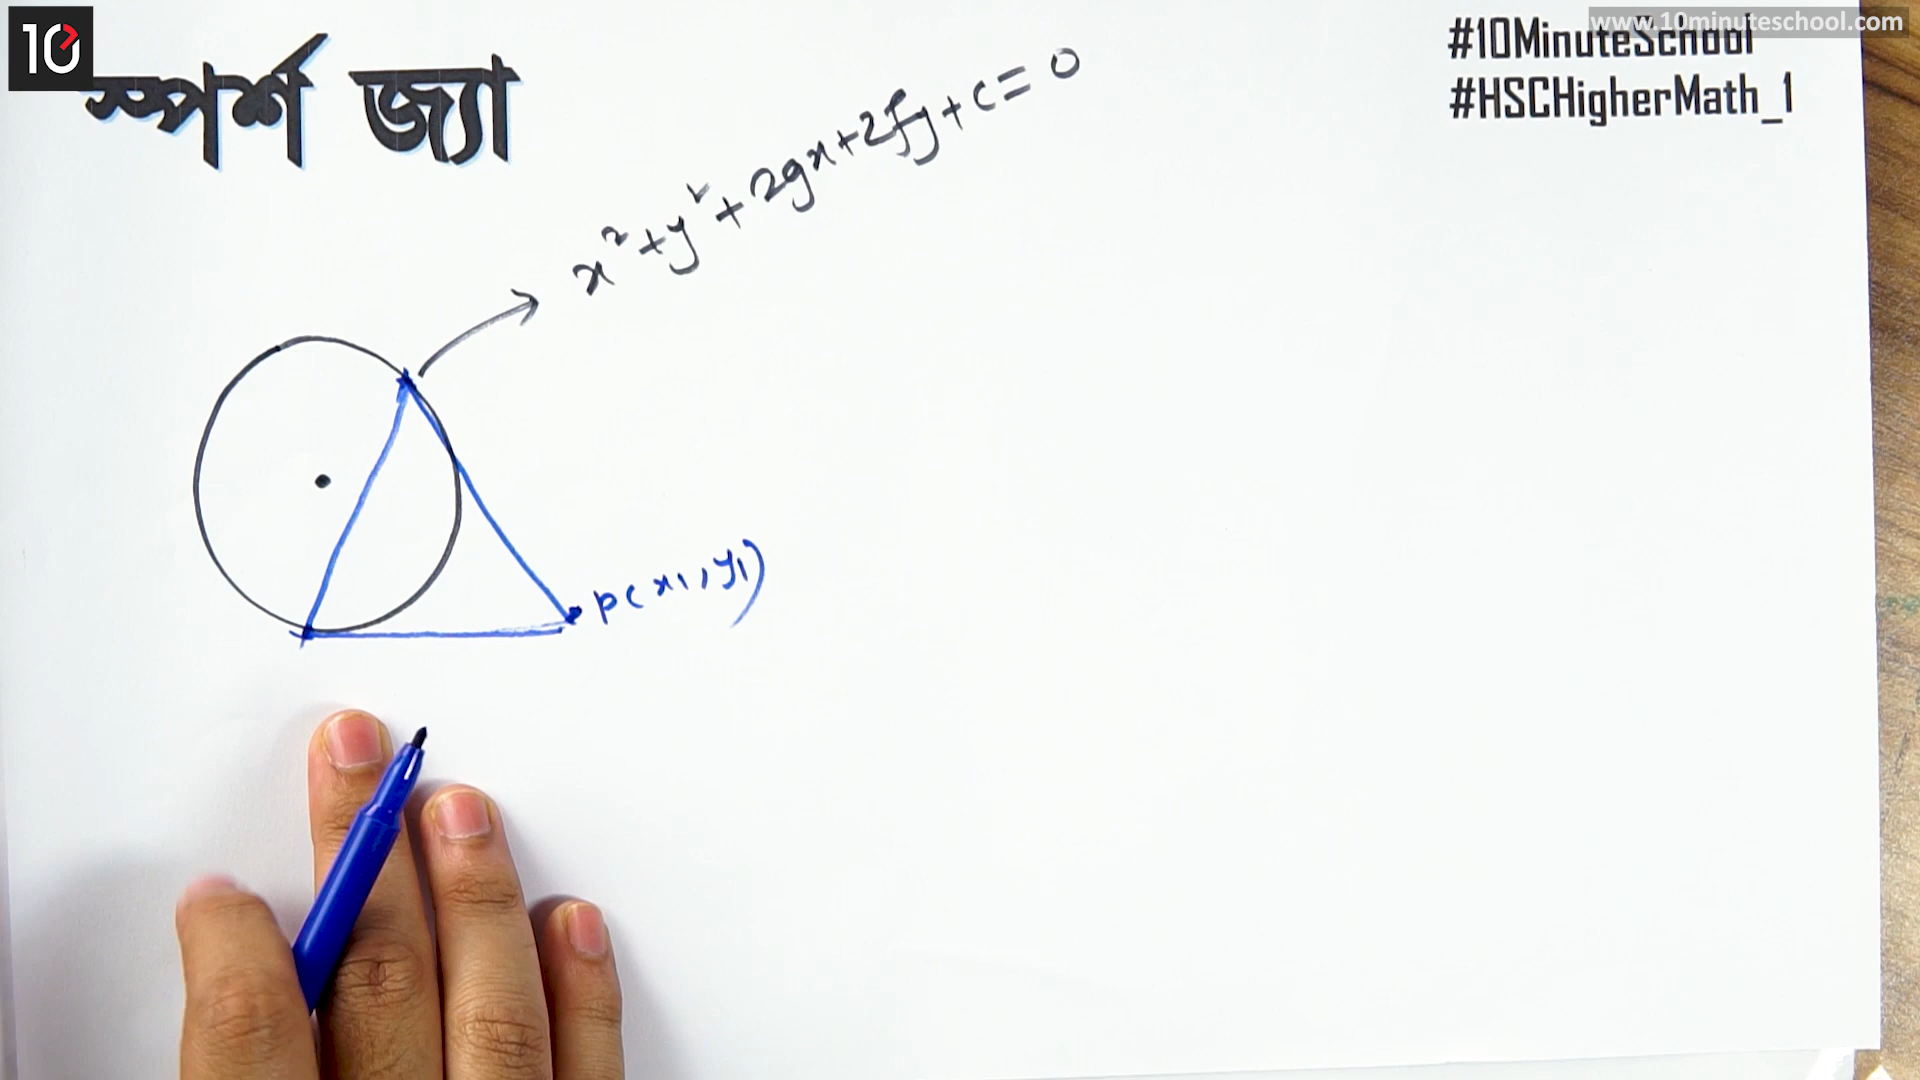 10
স্পর্শ জ্যা
www.10minuteschool.com
#10MinuteSchool
#HSCHigherMath_1
x²+y²+2gx+2fy+c=0
P(x₁,y₁)